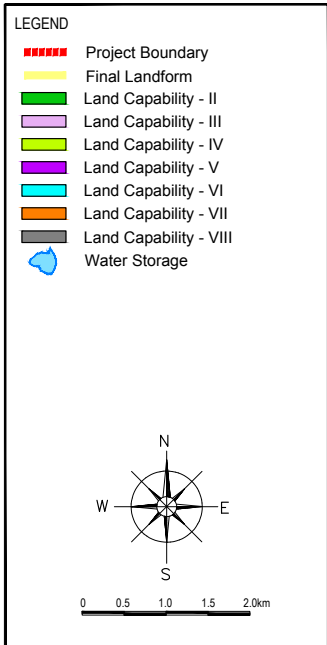 LEGEND
Project Boundary
Final Landform
Land Capability - II
Land Capability - III
Land Capability - IV
Land Capability - V
Land Capability - VI
Land Capability - VII
Land Capability - VIII
Water Storage
N
W E
S
0 0.5 1.0 1.5 2.0km